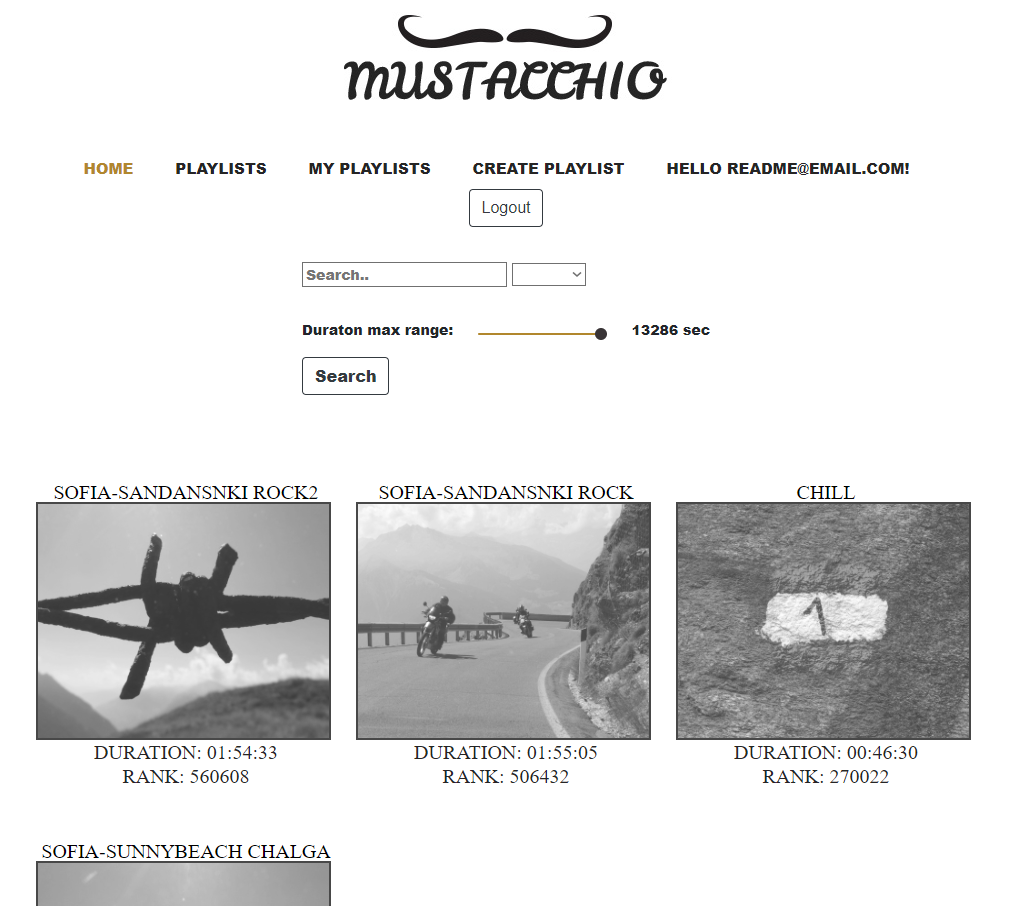 MUSTACCHIO
HOME PLAYLISTS MY PLAYLISTS CREATE PLAYLIST HELLO README@EMAIL.COM!
Logout
Search..
Duraton max range: 13286 sec
Search
SOFIA-SANDANSNKI ROCK2 SOFIA-SANDANSNKI ROCK CHILL
1
DURATION: 01:54:33 DURATION: 01:55:05 DURATION: 00:46:30
RANK: 560608 RANK: 506432 RANK: 270022
SOFIA-SUNNYBEACH CHALGA